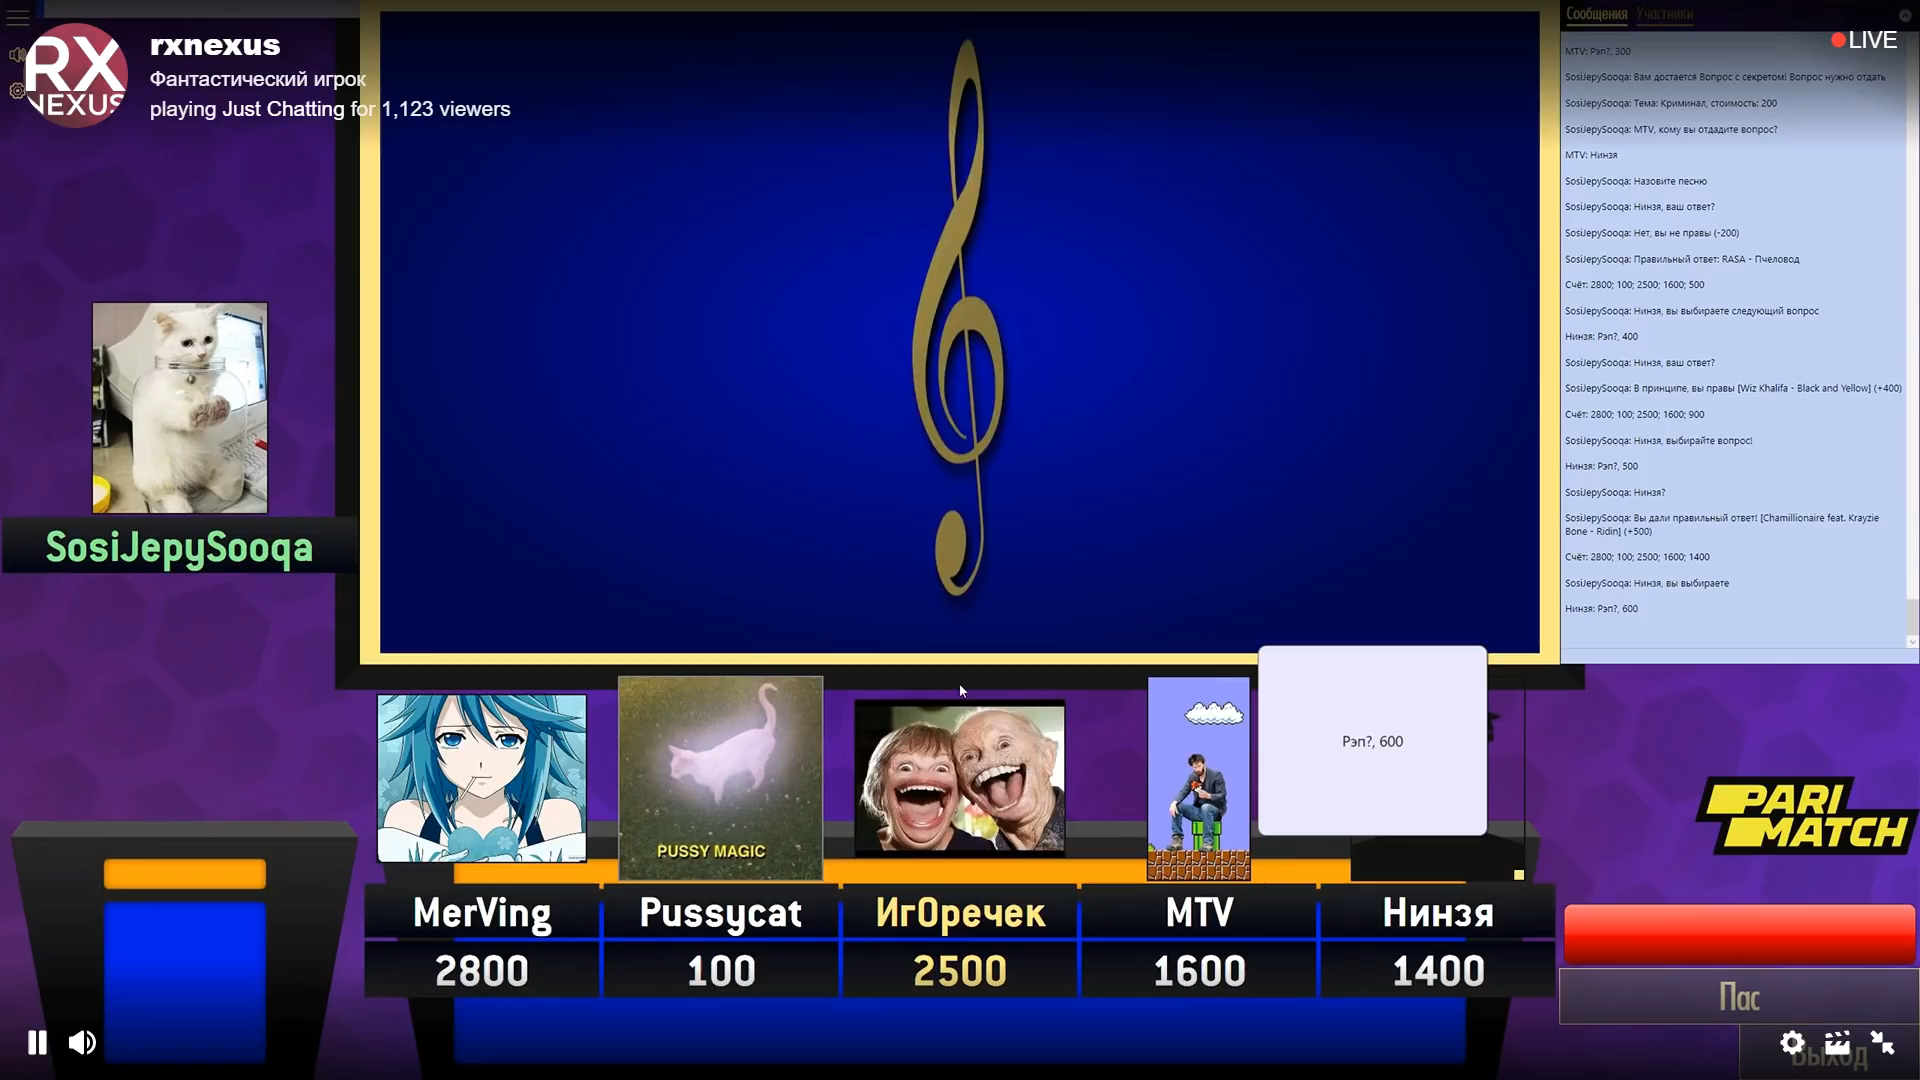 RX
NEXUS
rxnexus
Фантастический игрок
playing Just Chatting for 1,123 viewers
Сообщения Участники
LIVE
MTV: Рэп?, 300
SosiJepySooqa: Вам достается Вопрос с секретом! Вопрос нужно отдать
SosiJepySooqa: Тема: Криминал, стоимость: 200
SosiJepySooqa: MTV, кому вы отдадите вопрос?
MTV: Нинзя
SosiJepySooqa: Назовите песню
SosiJepySooqa: Нинзя, ваш ответ?
SosiJepySooqa: Нет, вы не правы (-200)
SosiJepySooqa: Правильный ответ: RASA - Пчеловод
Счёт: 2800; 100; 2500; 1600; 500
SosiJepySooqa: Нинзя, вы выбираете следующий вопрос
Нинзя: Рэп?, 400
SosiJepySooqa: Нинзя, ваш ответ?
SosiJepySooqa: В принципе, вы правы [Wiz Khalifa - Black and Yellow] (+400)
Счёт: 2800; 100; 2500; 1600; 900
SosiJepySooqa: Нинзя, выбирайте вопрос!
Нинзя: Рэп?, 500
SosiJepySooqa: Нинзя?
SosiJepySooqa: Вы дали правильный ответ! [Chamillionaire feat. Krayzie
Bone - Ridin] (+500)
Счёт: 2800; 100; 2500; 1600; 1400
SosiJepySooqa: Нинзя, вы выбираете
Нинзя: Рэп?, 600
SosiJepySooqa
PUSSY MAGIC
Рэп?, 600
PARI
MATCH
MerVing
Pussycat
ИгОречек
MTV
Нинзя
2800
100
2500
1600
1400
Пас
Выход